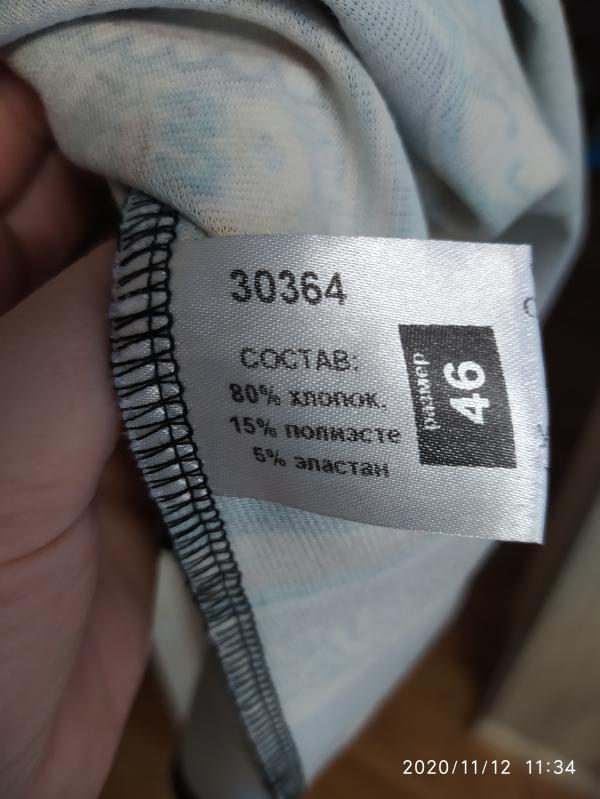 30364
СОСТАВ:
80% хлопок.
15% полиэсте
5% эластан
размер
46
2020/11/12 11:34